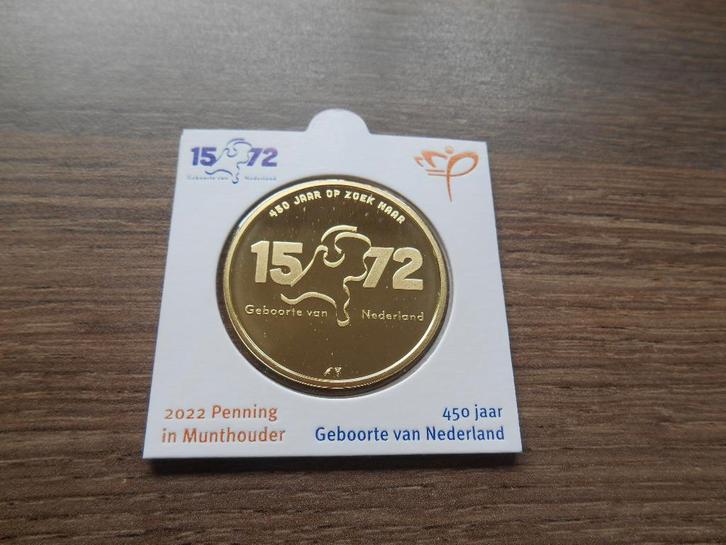 15 72
Geboorte van Nederland
450 JAAR OP ZOEK NAAR
15 72
Geboorte van Nederland
2022 Penning
in Munthouder
450 jaar
Geboorte van Nederland